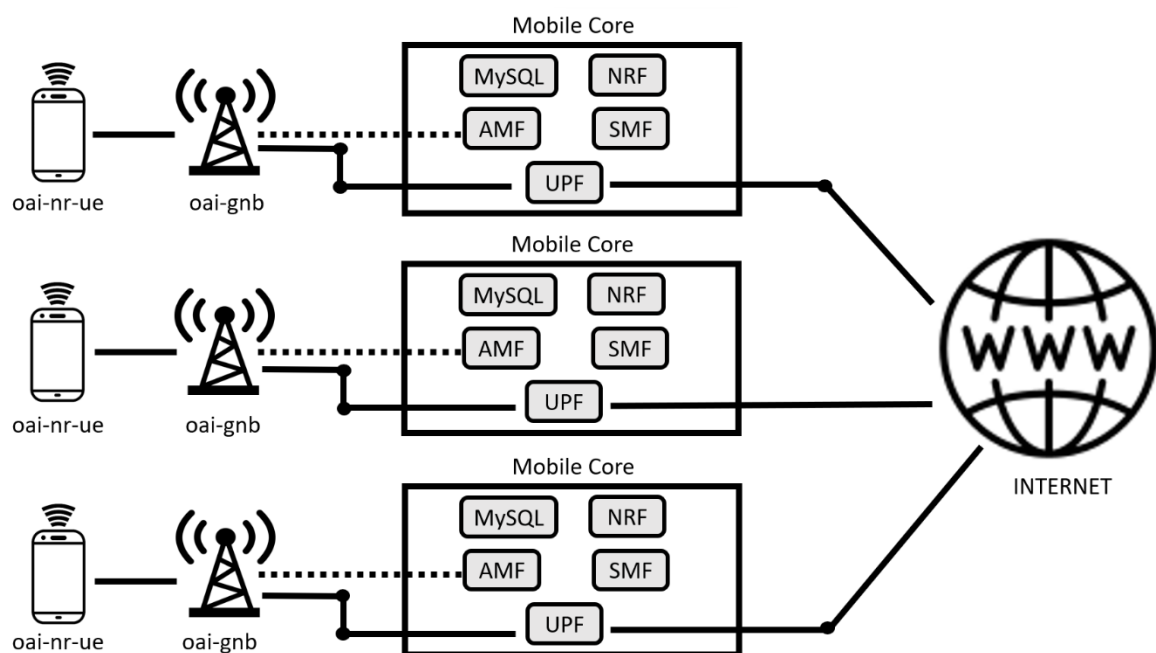 Mobile Core
MySQL NRF
AMF SMF
UPF
oai-nr-ue oai-gnb
Mobile Core
MySQL NRF
AMF SMF
UPF
oai-nr-ue oai-gnb
WWW
Mobile Core
MySQL NRF
AMF SMF
UPF
oai-nr-ue oai-gnb
INTERNET